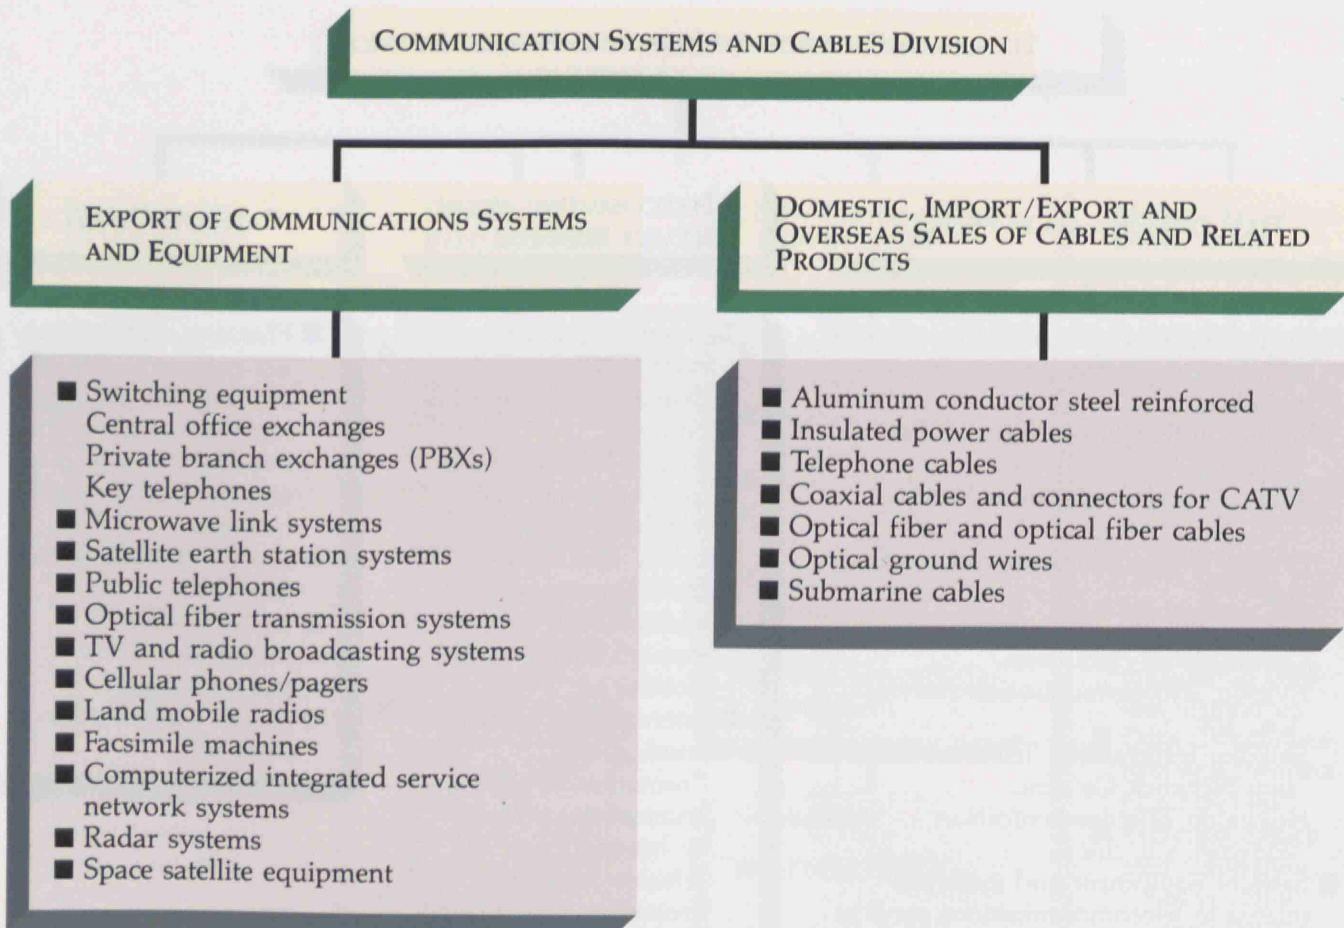 COMMUNICATION SYSTEMS AND CABLES DIVISION
EXPORT OF COMMUNICATIONS SYSTEMS
AND EQUIPMENT
■ Switching equipment
Central office exchanges
Private branch exchanges (PBXs)
Key telephones
■ Microwave link systems
■ Satellite earth station systems
■ Public telephones
■ Optical fiber transmission systems
■ TV and radio broadcasting systems
■ Cellular phones/pagers
■ Land mobile radios
■ Facsimile machines
■ Computerized integrated service
network systems
■ Radar systems
■ Space satellite equipment
DOMESTIC, IMPORT/EXPORT AND
OVERSEAS SALES OF CABLES AND RELATED
PRODUCTS
■ Aluminum conductor steel reinforced
■ Insulated power cables
■ Telephone cables
■ Coaxial cables and connectors for CATV
■ Optical fiber and optical fiber cables
■ Optical ground wires
■ Submarine cables